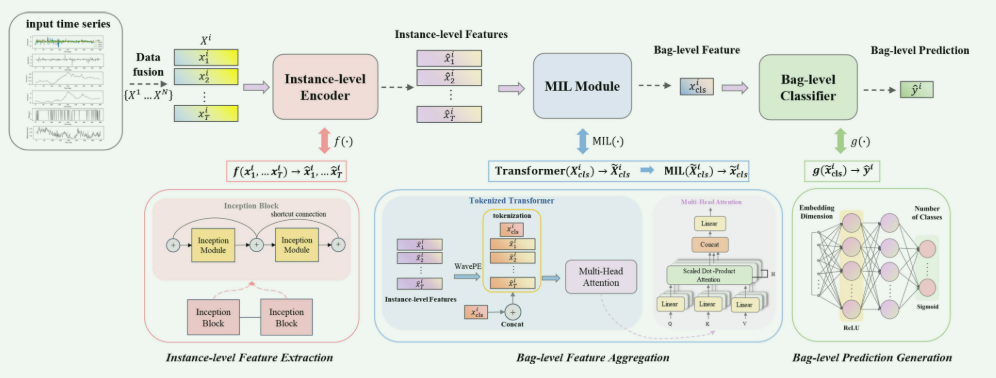 input time series
Data
fusion
{X¹ ... Xᴺ}
Xⁱ
x₁ⁱ
x₂ⁱ
⋮
x_Tⁱ
Instance-level
Encoder
Instance-level Features
x̂₁ⁱ
x̂₂ⁱ
⋮
x̂_Tⁱ
MIL Module
Bag-level Feature
x̃_clsⁱ
Bag-level
Classifier
Bag-level Prediction
ŷⁱ
f(·)
MIL(·)
g(·)
f(x₁ⁱ, ... x_Tⁱ) → x̂₁ⁱ, ... x̂_Tⁱ
Transformer(X_clsⁱ) → X̃_clsⁱ
MIL(X̃_clsⁱ) → x̃_clsⁱ
g(x̃_clsⁱ) → ŷⁱ
Inception Block
shortcut connection
+
Inception
Module
+
Inception
Module
+
Inception
Block
Inception
Block
Instance-level Feature Extraction
Tokenized Transformer
tokenization
x_clsⁱ
x̂₁ⁱ
x̂₂ⁱ
⋮
x̂_Tⁱ
WavePE
x̂₁ⁱ
x̂₂ⁱ
⋮
x̂_Tⁱ
Instance-level Features
x_clsⁱ
+
Concat
Multi-Head
Attention
Multi-Head Attention
Linear
Concat
Scaled Dot-Product
Attention
H
Linear
Linear
Linear
Q
K
V
Bag-level Feature Aggregation
Embedding
Dimension
Number of
Classes
ReLU
Sigmoid
Bag-level Prediction Generation